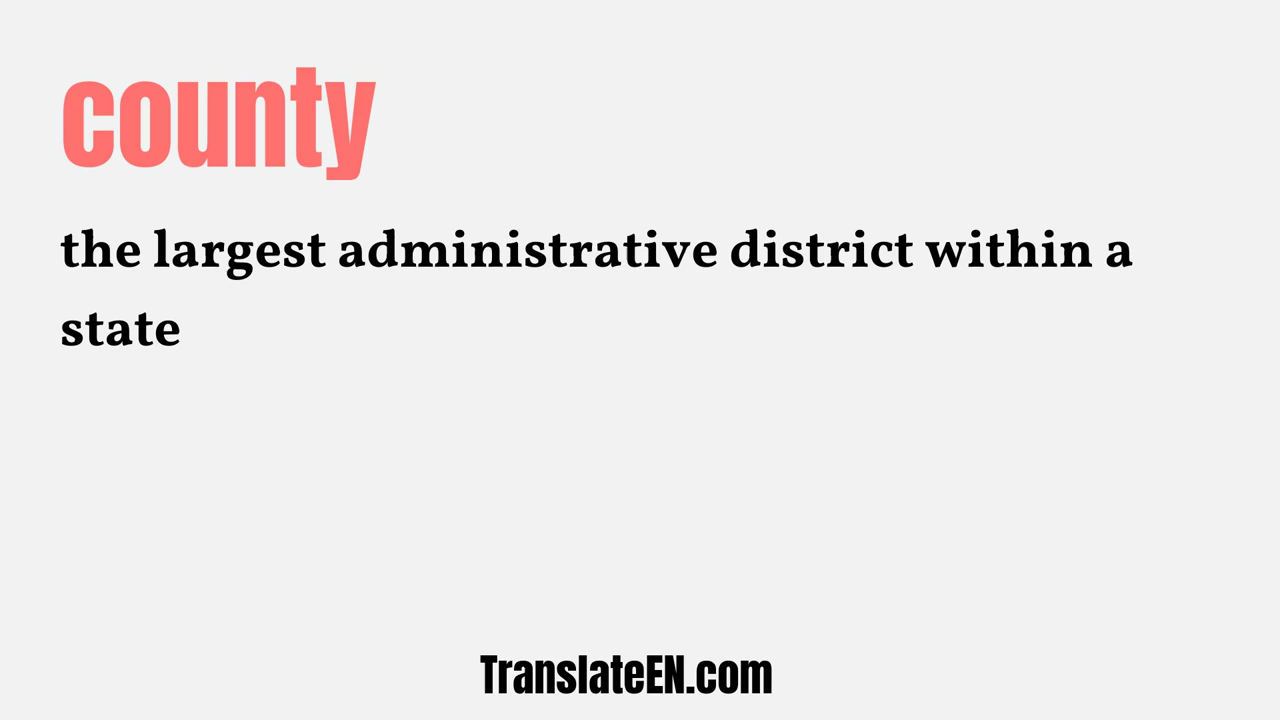 county
the largest administrative district within a
state
TranslateEN.com